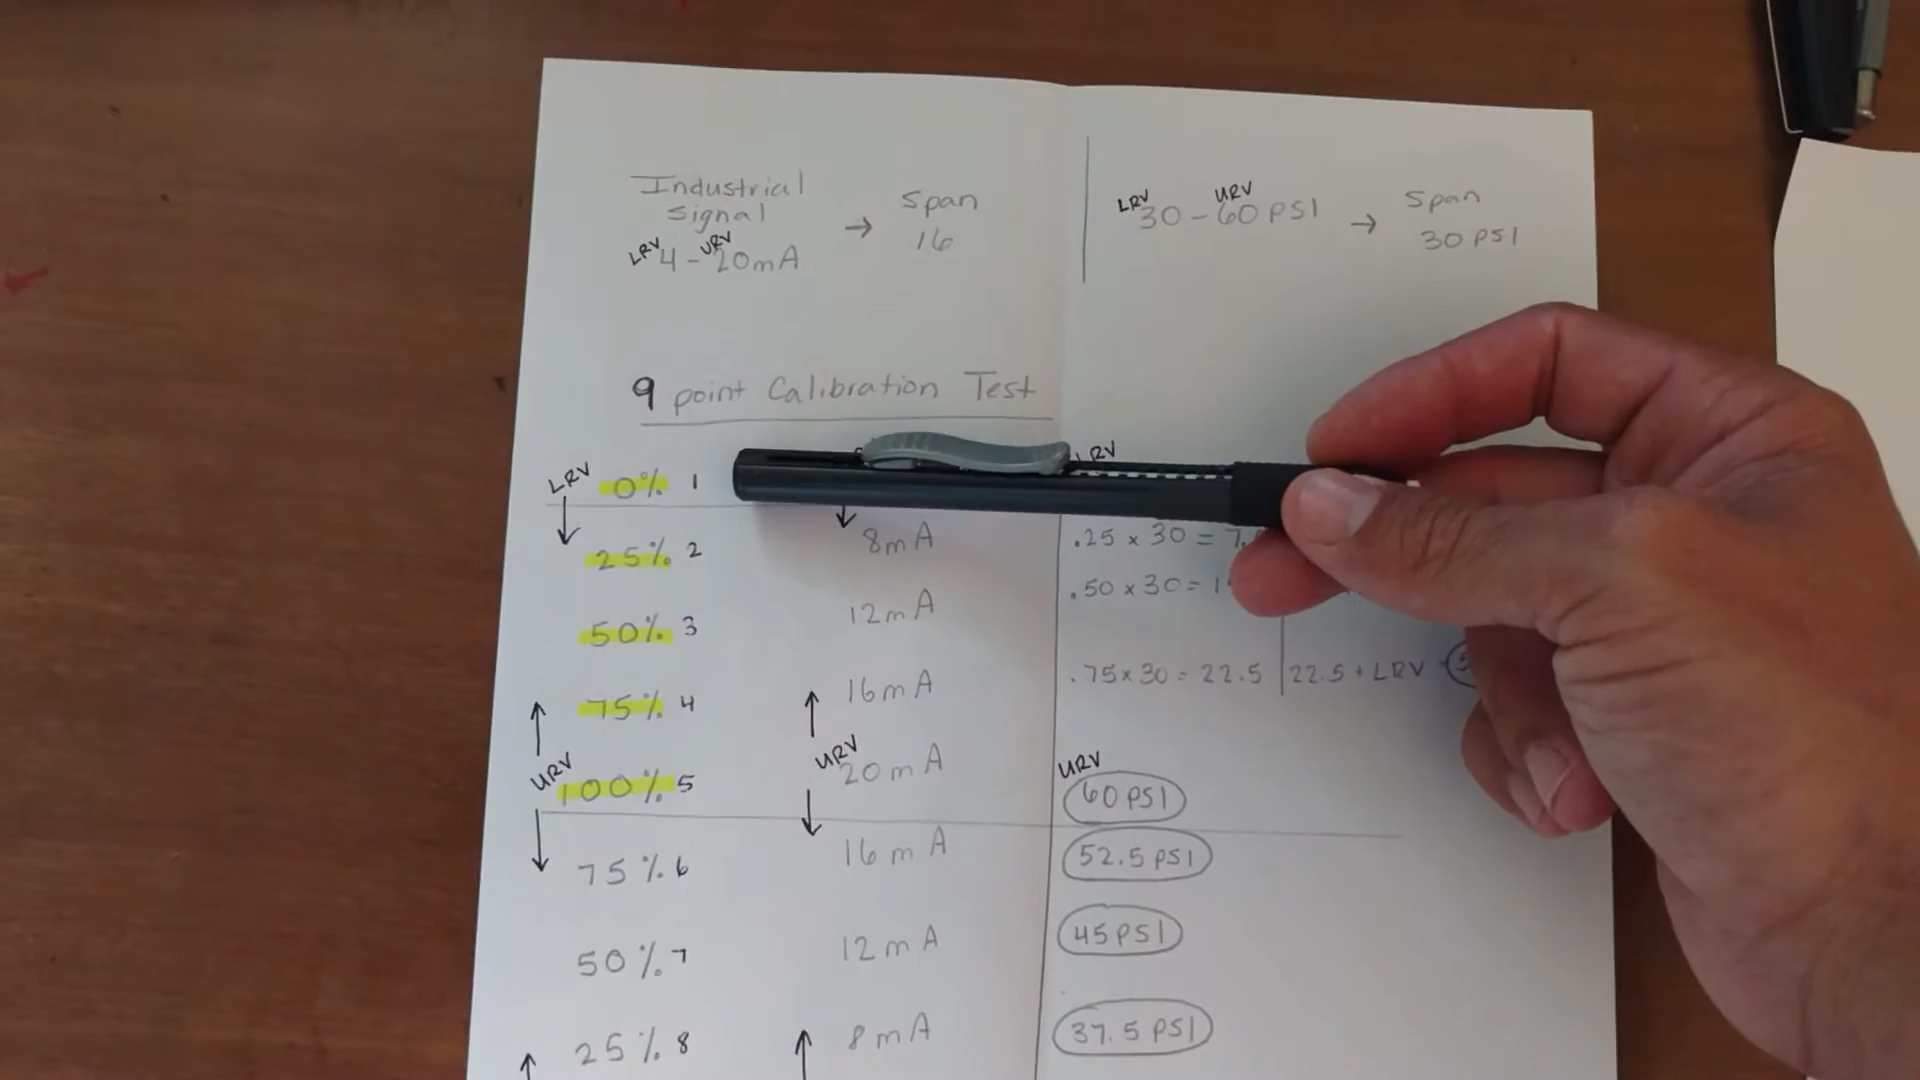 Industrial
signal
LRV 4 - URV 20mA
→ Span
16
LRV 30 - URV 60 PSI →
Span
30 PSI
9 point Calibration Test
LRV 0% 1
LRV
25% 2
8mA
.25 x 30 = 7.
50% 3
12mA
.50 x 30 = 1
75% 4
16mA
.75 x 30 = 22.5 | 22.5 + LRV
URV
100% 5
URV
20mA
URV
60 PSI
75% 6
16mA
52.5 PSI
50% 7
12mA
45 PSI
25% 8
8mA
37.5 PSI